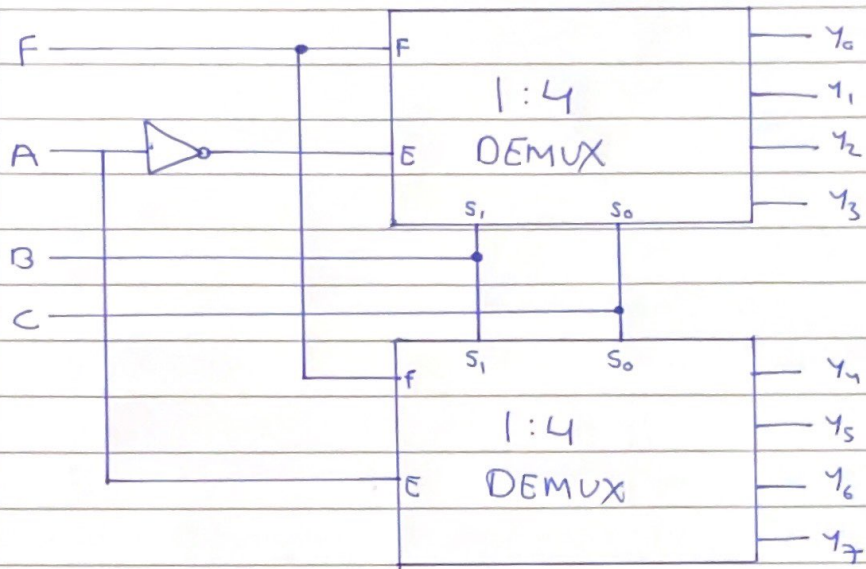 F
F
Y₀
1:4
Y₁
A
E
DEMUX
Y₂
S₁ S₀
Y₃
B
C
S₁ S₀
f
Y₄
1:4
Y₅
E
DEMUX
Y₆
Y₇